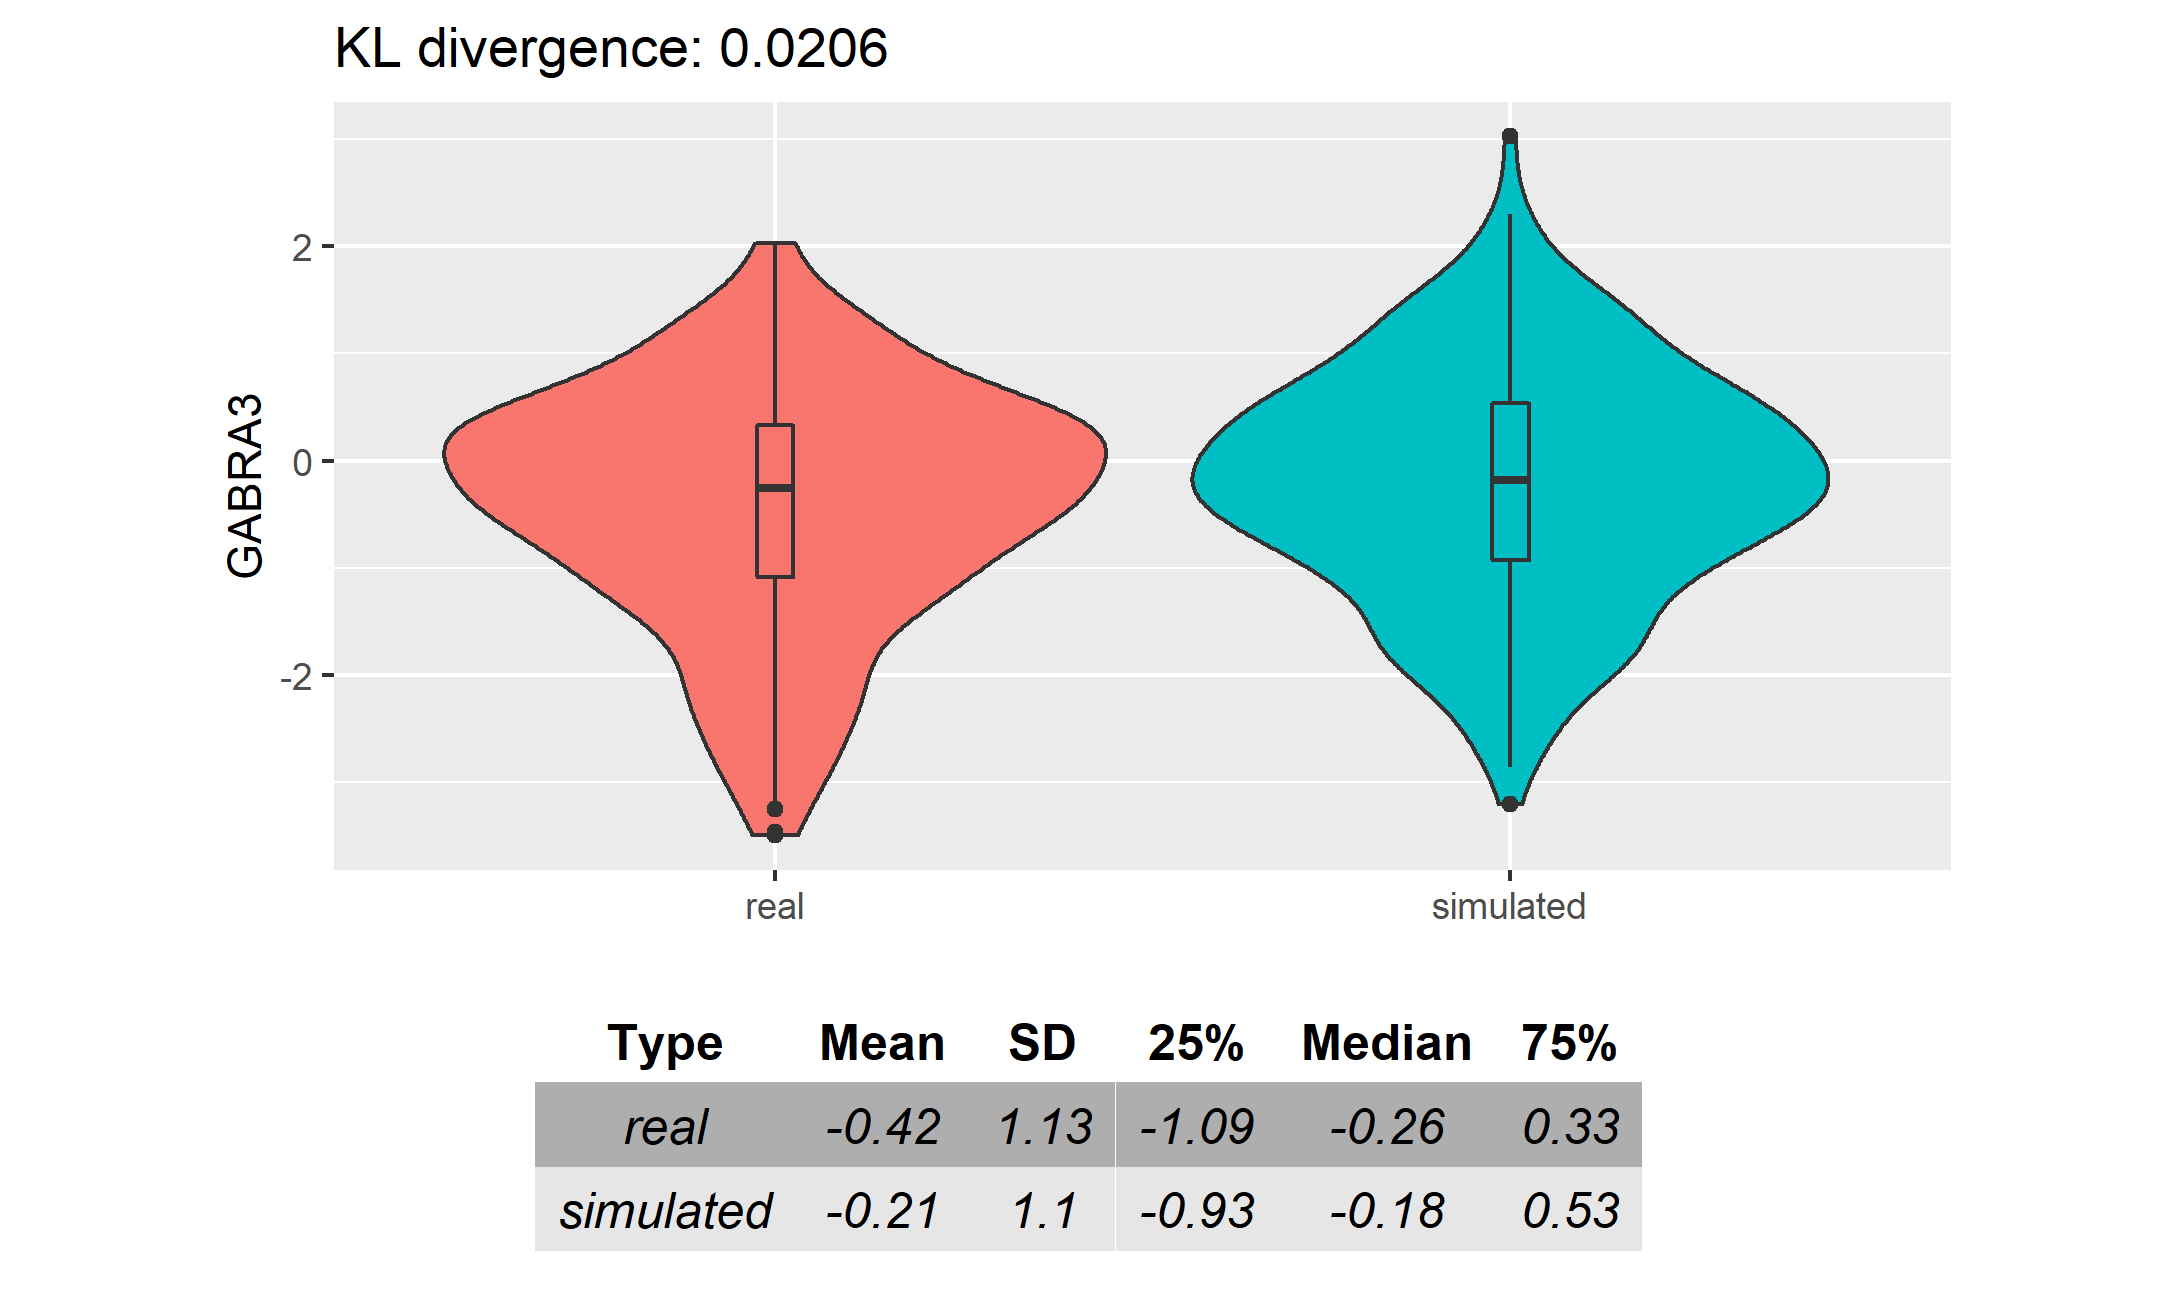 KL divergence: 0.0206
GABRA3
2
0
-2
real simulated
Type Mean SD 25% Median 75%
real -0.42 1.13 -1.09 -0.26 0.33
simulated -0.21 1.1 -0.93 -0.18 0.53